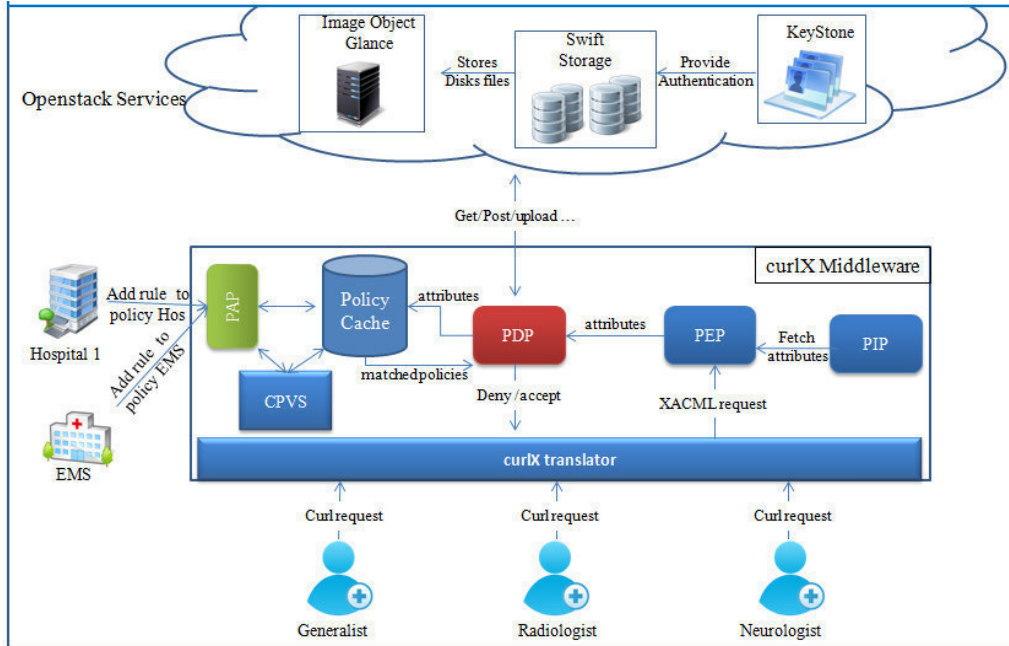 Image Object
Glance
Swift
Storage
KeyStone
Stores
Disks files
Provide
Authentication
Openstack Services
Get/Post/upload ...
curlX Middleware
Hospital 1
Add rule to
policy Hos
Add rule to
policy EMS
EMS
PAP
Policy
Cache
CPVS
attributes
matched policies
PDP
attributes
PEP
Fetch
attributes
PIP
Deny /accept
XACML request
curlX translator
Curl request
Curl request
Curl request
Generalist
Radiologist
Neurologist